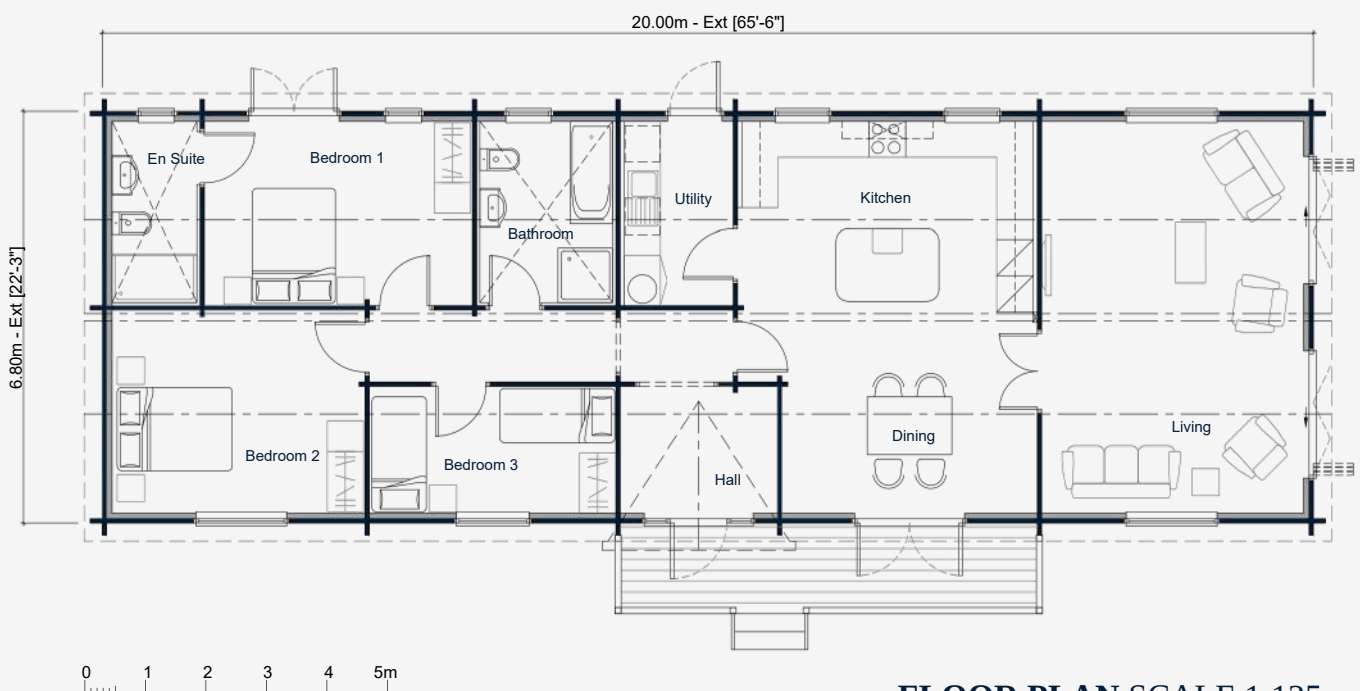 20.00m - Ext [65'-6"]
6.80m - Ext [22'-3"]
En Suite
Bedroom 1
Bathroom
Utility
Kitchen
Bedroom 2
Bedroom 3
Hall
Dining
Living
0 1 2 3 4 5m
FLOOR PLAN SCALE 1:125